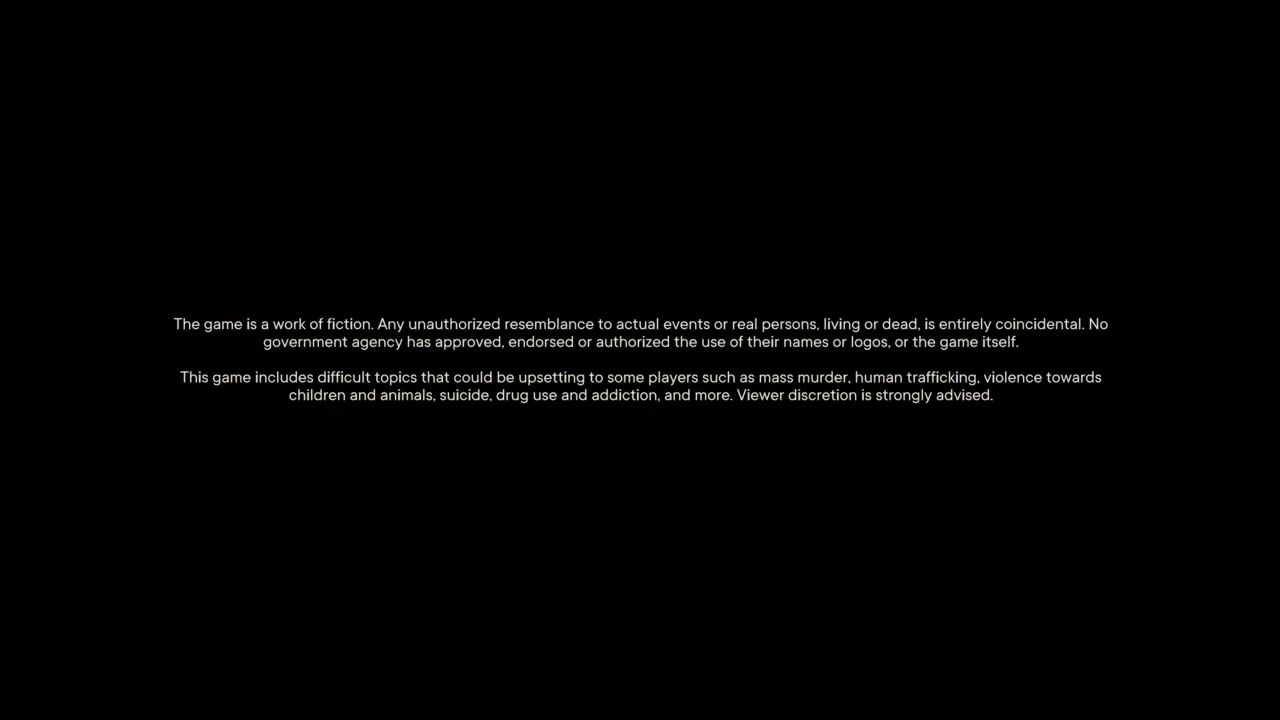 The game is a work of fiction. Any unauthorized resemblance to actual events or real persons, living or dead, is entirely coincidental. No
government agency has approved, endorsed or authorized the use of their names or logos, or the game itself.
This game includes difficult topics that could be upsetting to some players such as mass murder, human trafficking, violence towards
children and animals, suicide, drug use and addiction, and more. Viewer discretion is strongly advised.